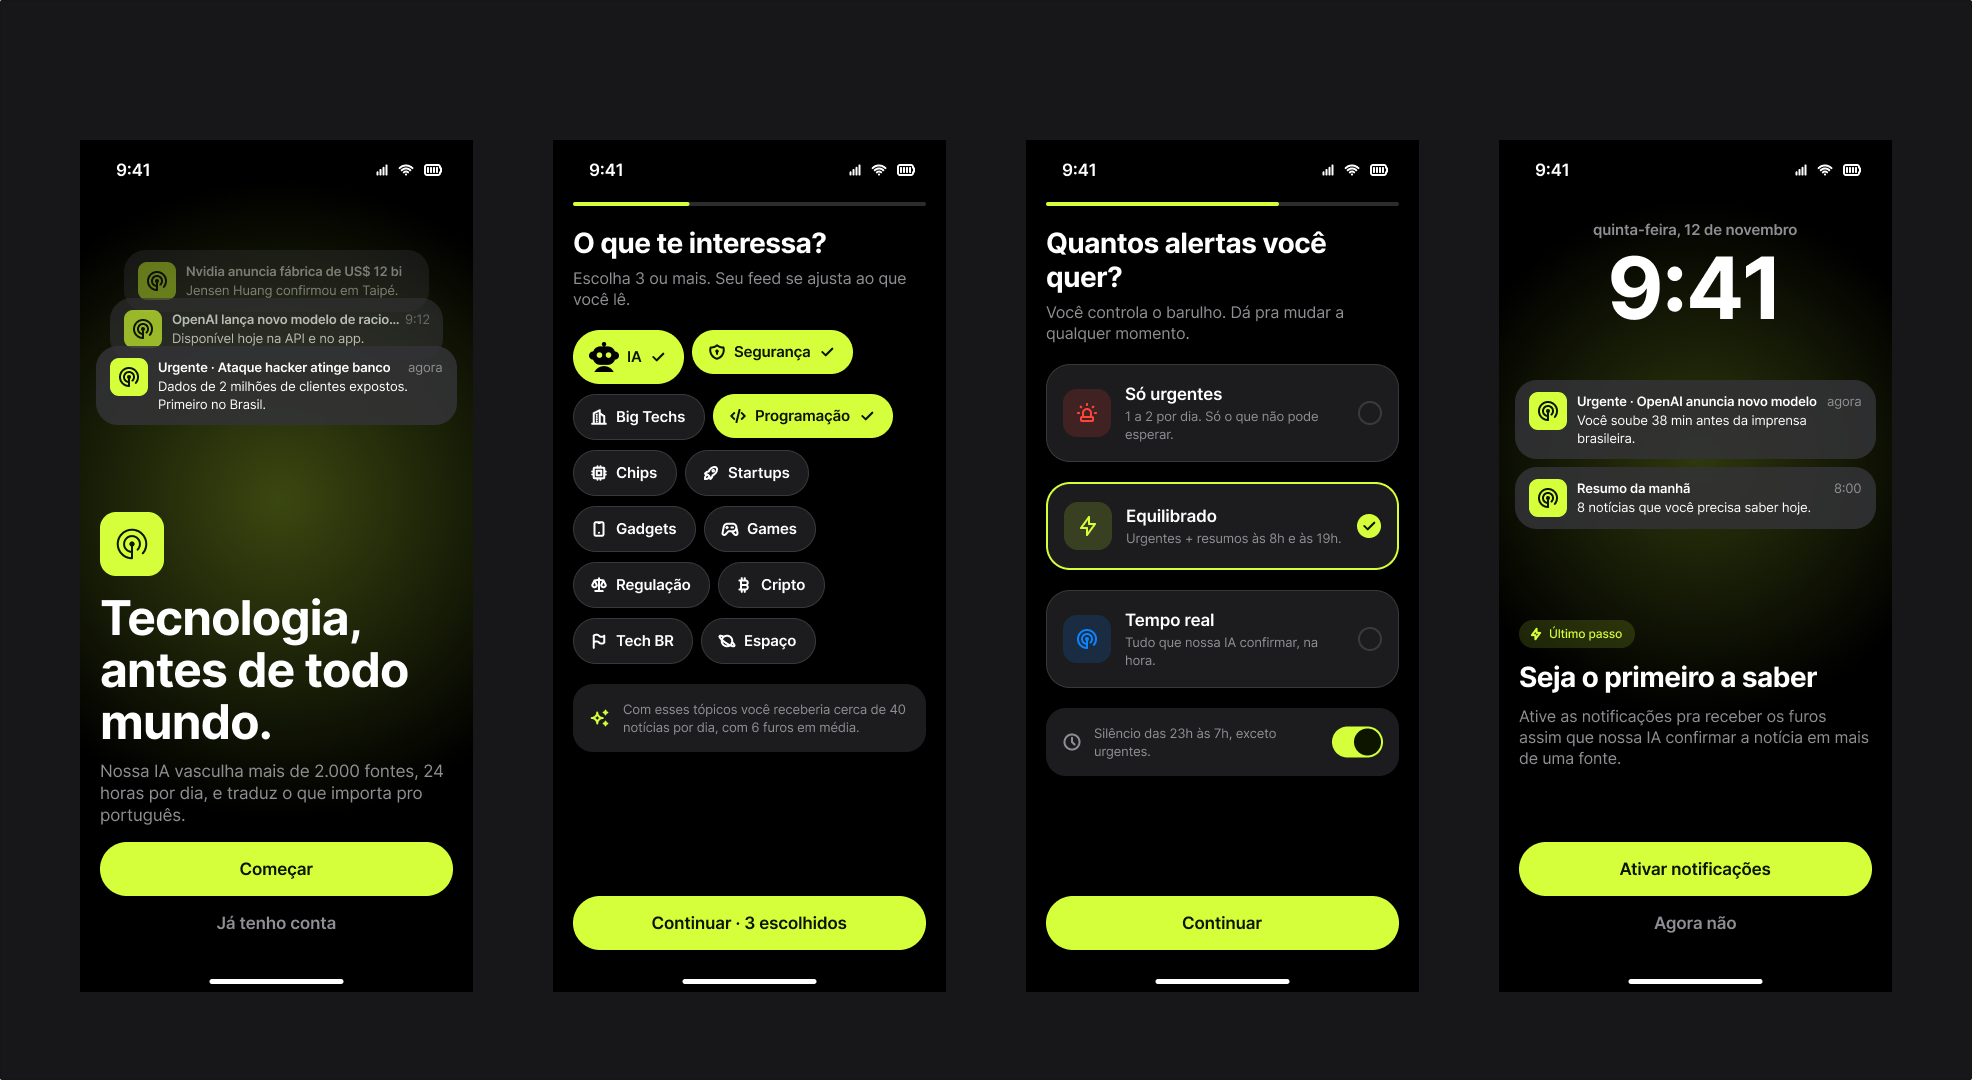 9:41
Nvidia anuncia fábrica de US$ 12 bi
Jensen Huang confirmou em Taipé.
OpenAI lança novo modelo de racio... 9:12
Disponível hoje na API e no app.
Urgente · Ataque hacker atinge banco agora
Dados de 2 milhões de clientes expostos.
Primeiro no Brasil.
Tecnologia,
antes de todo
mundo.
Nossa IA vasculha mais de 2.000 fontes, 24
horas por dia, e traduz o que importa pro
português.
Começar
Já tenho conta
9:41
O que te interessa?
Escolha 3 ou mais. Seu feed se ajusta ao que
você lê.
IA
Segurança
Big Techs
Programação
Chips
Startups
Gadgets
Games
Regulação
Cripto
Tech BR
Espaço
Com esses tópicos você receberia cerca de 40
notícias por dia, com 6 furos em média.
Continuar · 3 escolhidos
9:41
Quantos alertas você
quer?
Você controla o barulho. Dá pra mudar a
qualquer momento.
Só urgentes
1 a 2 por dia. Só o que não pode
esperar.
Equilibrado
Urgentes + resumos às 8h e às 19h.
Tempo real
Tudo que nossa IA confirmar, na
hora.
Silêncio das 23h às 7h, exceto
urgentes.
Continuar
9:41
quinta-feira, 12 de novembro
9:41
Urgente · OpenAI anuncia novo modelo agora
Você soube 38 min antes da imprensa
brasileira.
Resumo da manhã 8:00
8 notícias que você precisa saber hoje.
Último passo
Seja o primeiro a saber
Ative as notificações pra receber os furos
assim que nossa IA confirmar a notícia em mais
de uma fonte.
Ativar notificações
Agora não